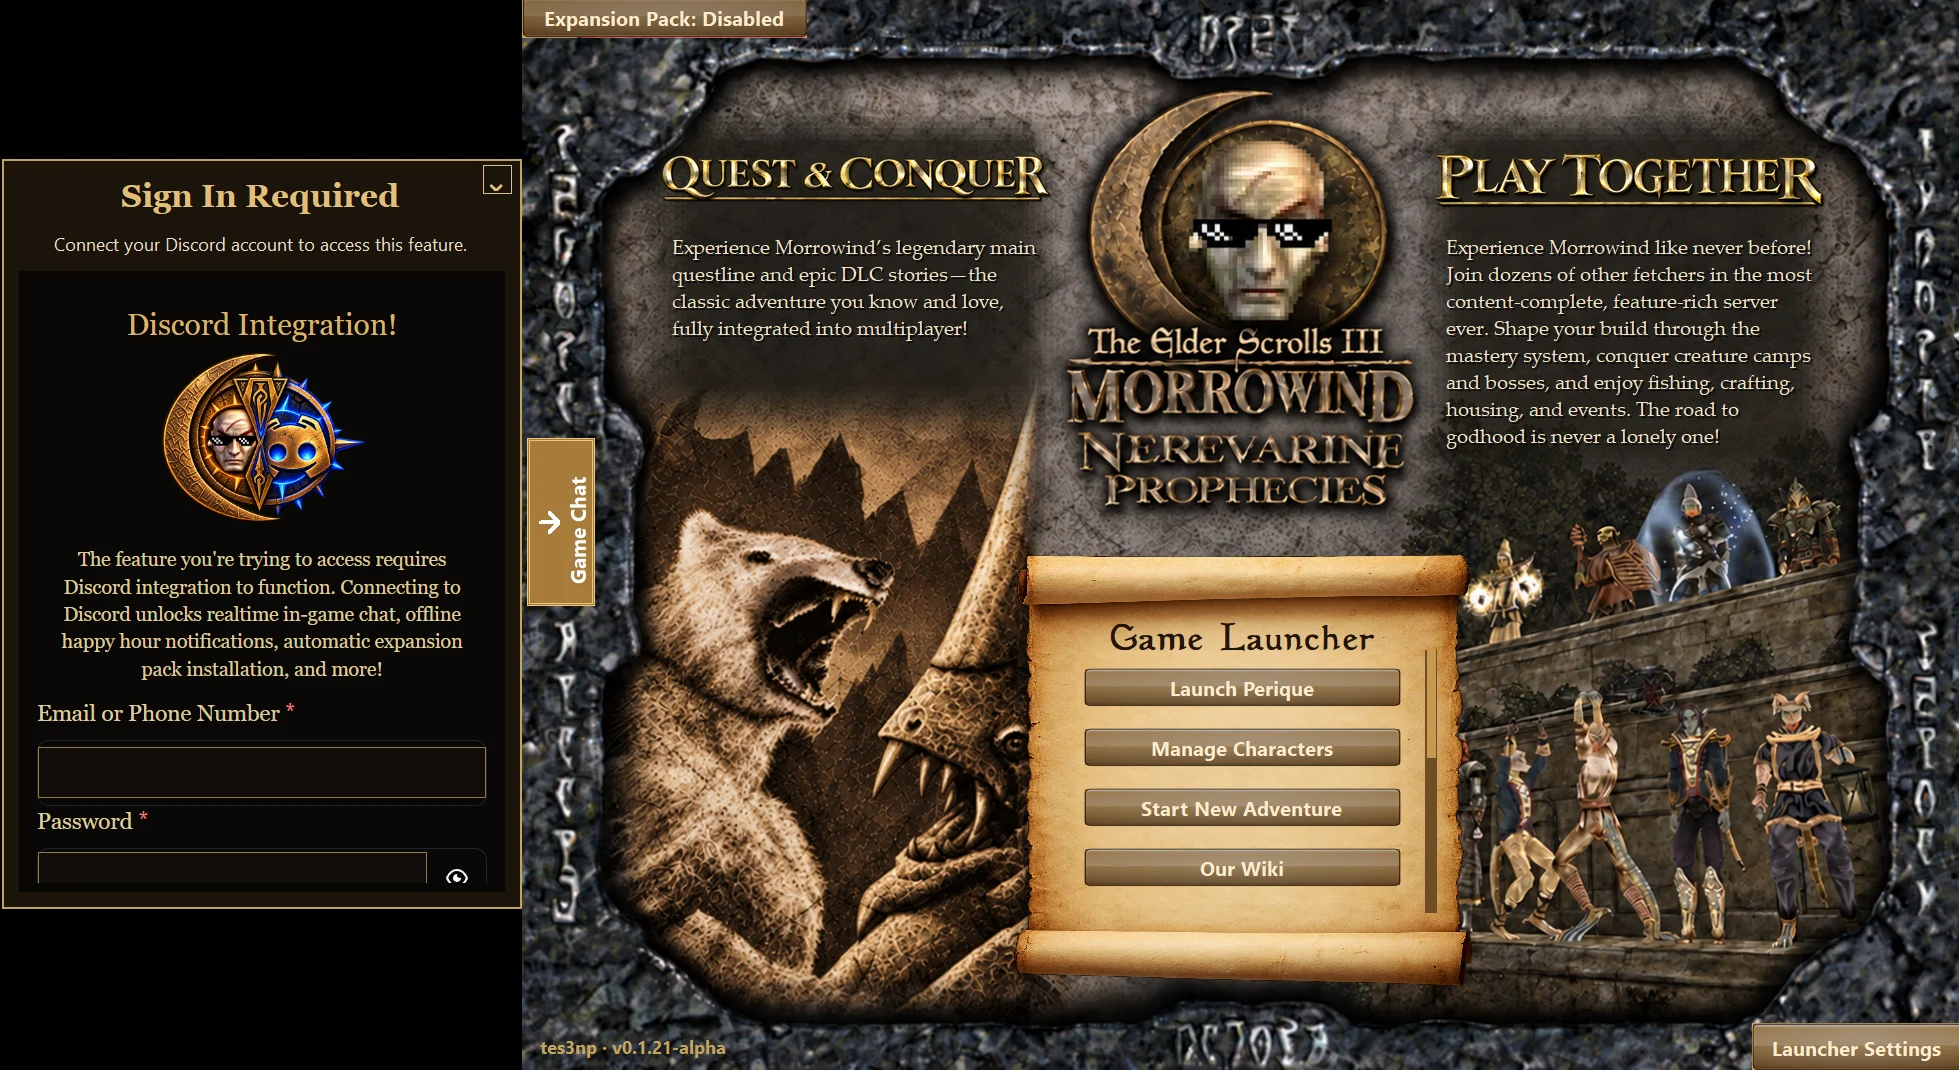 Expansion Pack: Disabled
Sign In Required
Connect your Discord account to access this feature.
Discord Integration!
The feature you're trying to access requires
Discord integration to function. Connecting to
Discord unlocks realtime in-game chat, offline
happy hour notifications, automatic expansion
pack installation, and more!
Email or Phone Number *
Password *
Game Chat
Quest & Conquer
Experience Morrowind’s legendary main
questline and epic DLC stories—the
classic adventure you know and love,
fully integrated into multiplayer!
The Elder Scrolls III
Morrowind
Nerevarine
Prophecies
Play Together
Experience Morrowind like never before!
Join dozens of other fetchers in the most
content-complete, feature-rich server
ever. Shape your build through the
mastery system, conquer creature camps
and bosses, and enjoy fishing, crafting,
housing, and events. The road to
godhood is never a lonely one!
Game Launcher
Launch Perique
Manage Characters
Start New Adventure
Our Wiki
tes3np · v0.1.21-alpha
Launcher Settings